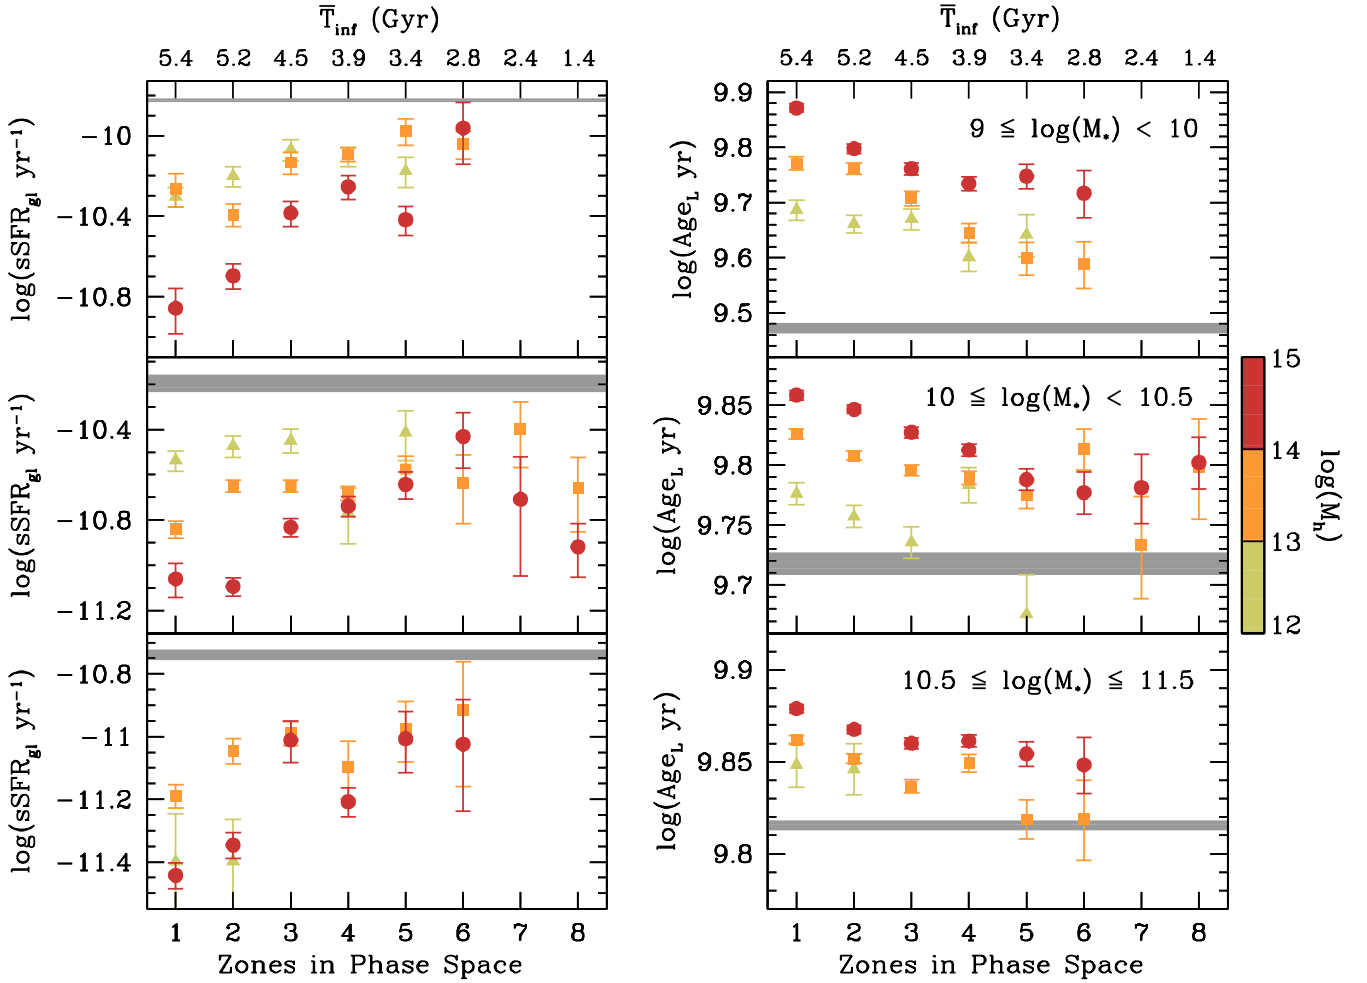 T̅inf (Gyr)
5.4 5.2 4.5 3.9 3.4 2.8 2.4 1.4
log(sSFRgl yr−1)
−10
−10.4
−10.8
log(sSFRgl yr−1)
−10.4
−10.8
−11.2
log(sSFRgl yr−1)
−10.8
−11
−11.2
−11.4
1 2 3 4 5 6 7 8
Zones in Phase Space
T̅inf (Gyr)
5.4 5.2 4.5 3.9 3.4 2.8 2.4 1.4
log(AgeL yr)
9.9
9.8
9.7
9.6
9.5
9 ≦ log(M*) < 10
log(AgeL yr)
9.85
9.8
9.75
9.7
10 ≦ log(M*) < 10.5
log(AgeL yr)
9.9
9.85
9.8
10.5 ≦ log(M*) ≦ 11.5
1 2 3 4 5 6 7 8
Zones in Phase Space
15
14
13
12
log(Mh)